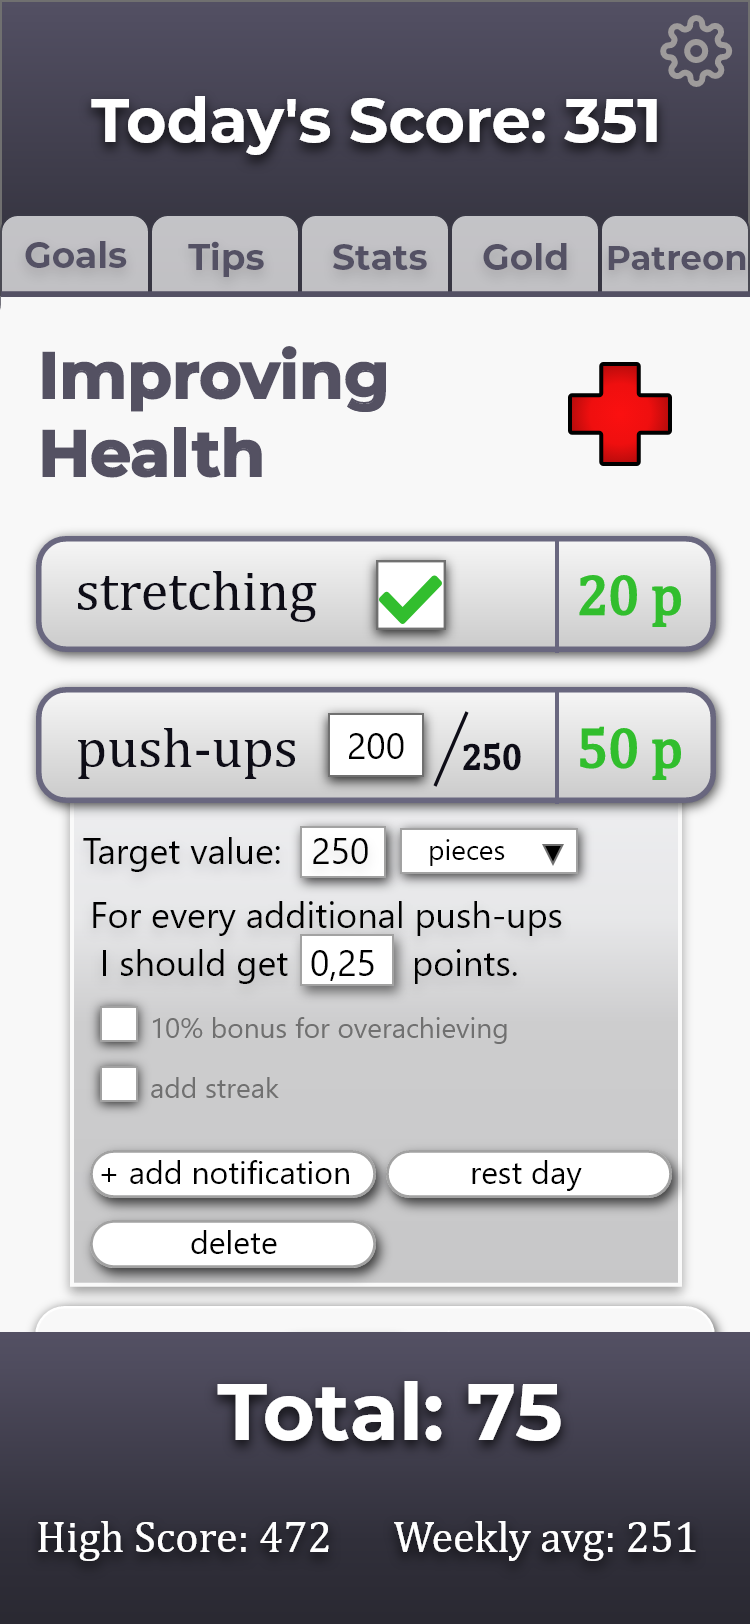 Today's Score: 351
Goals Tips Stats Gold Patreon
Improving
Health
stretching 20 p
push-ups 200 / 250 50 p
Target value: 250 pieces ▼
For every additional push-ups
I should get 0,25 points.
10% bonus for overachieving
add streak
+ add notification rest day
delete
Total: 75
High Score: 472 Weekly avg: 251